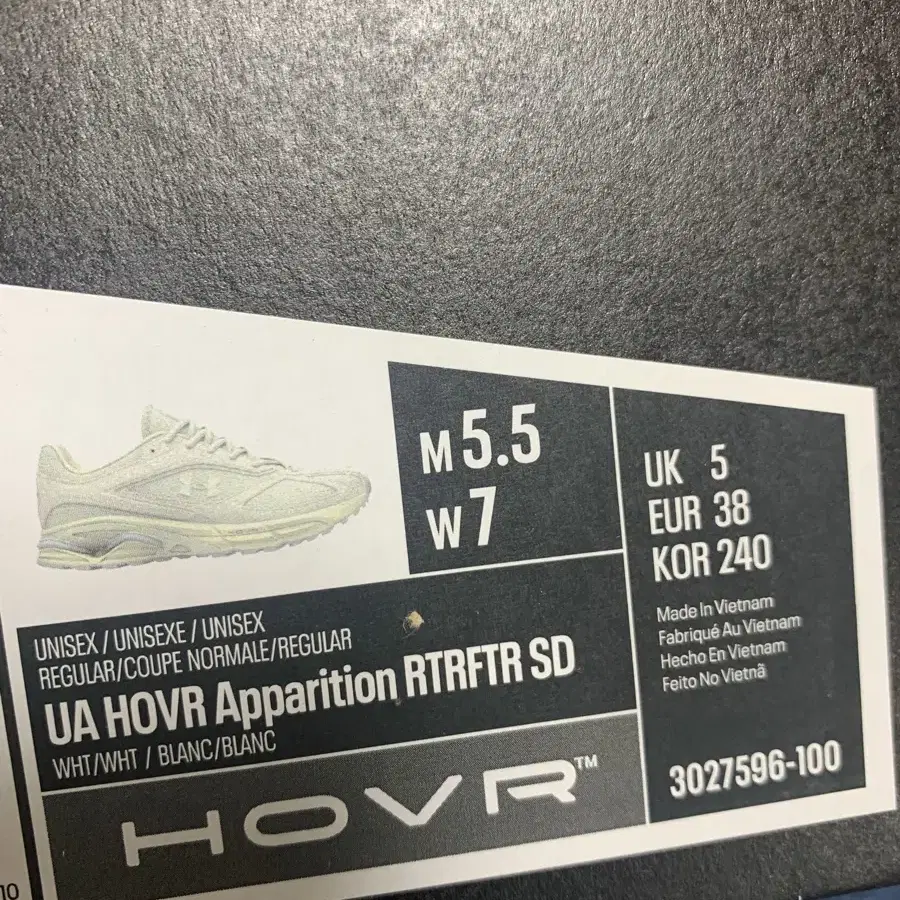 M 5.5
W 7
UK 5
EUR 38
KOR 240
Made In Vietnam
Fabriqué Au Vietnam
Hecho En Vietnam
Feito No Vietnã
3027596-100
UNISEX / UNISEXE / UNISEX
REGULAR/COUPE NORMALE/REGULAR
UA HOVR Apparition RTRFTR SD
WHT/WHT / BLANC/BLANC
HOVR™
10